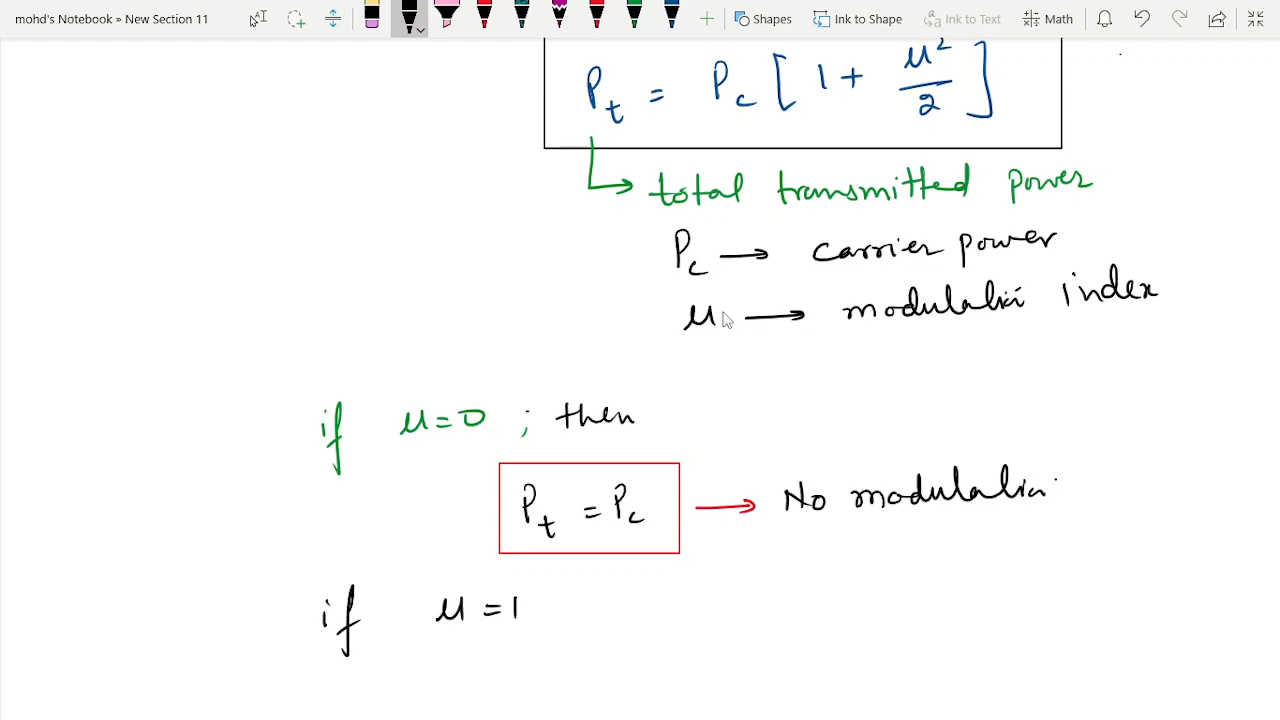 mohd's Notebook » New Section 11
Shapes Ink to Shape Ink to Text Math
Pt = Pc [ 1 + μ²/2 ]
total transmitted power
Pc → carrier power
μ → modulation index
if μ=0 ; then
Pt = Pc → No modulation
if μ =1